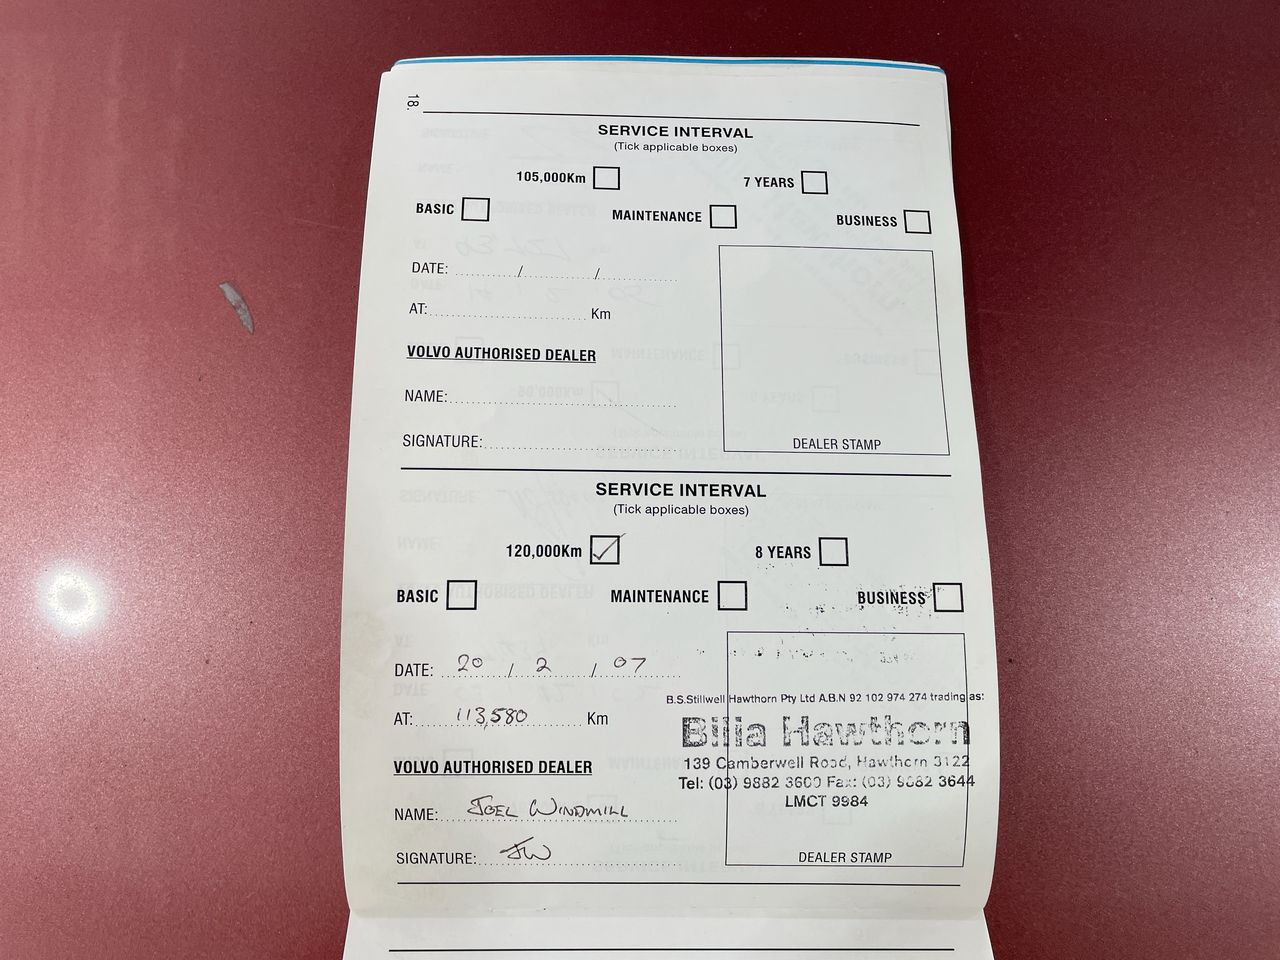 18.
SERVICE INTERVAL
(Tick applicable boxes)
105,000Km 7 YEARS
BASIC MAINTENANCE BUSINESS
DATE: / /
AT: Km
VOLVO AUTHORISED DEALER
NAME:
SIGNATURE:
DEALER STAMP
SERVICE INTERVAL
(Tick applicable boxes)
120,000Km ✓ 8 YEARS
BASIC MAINTENANCE BUSINESS
DATE: 20 / 2 / 07
B.S.Stillwell Hawthorn Pty Ltd A.B.N 92 102 974 274 trading as:
AT: 113,580 Km
Bilia Hawthorn
139 Camberwell Road, Hawthorn 3122
VOLVO AUTHORISED DEALER
Tel: (03) 9882 3600 Fax: (03) 9882 3644
LMCT 9984
NAME: JOEL WINDMILL
SIGNATURE: JW
DEALER STAMP